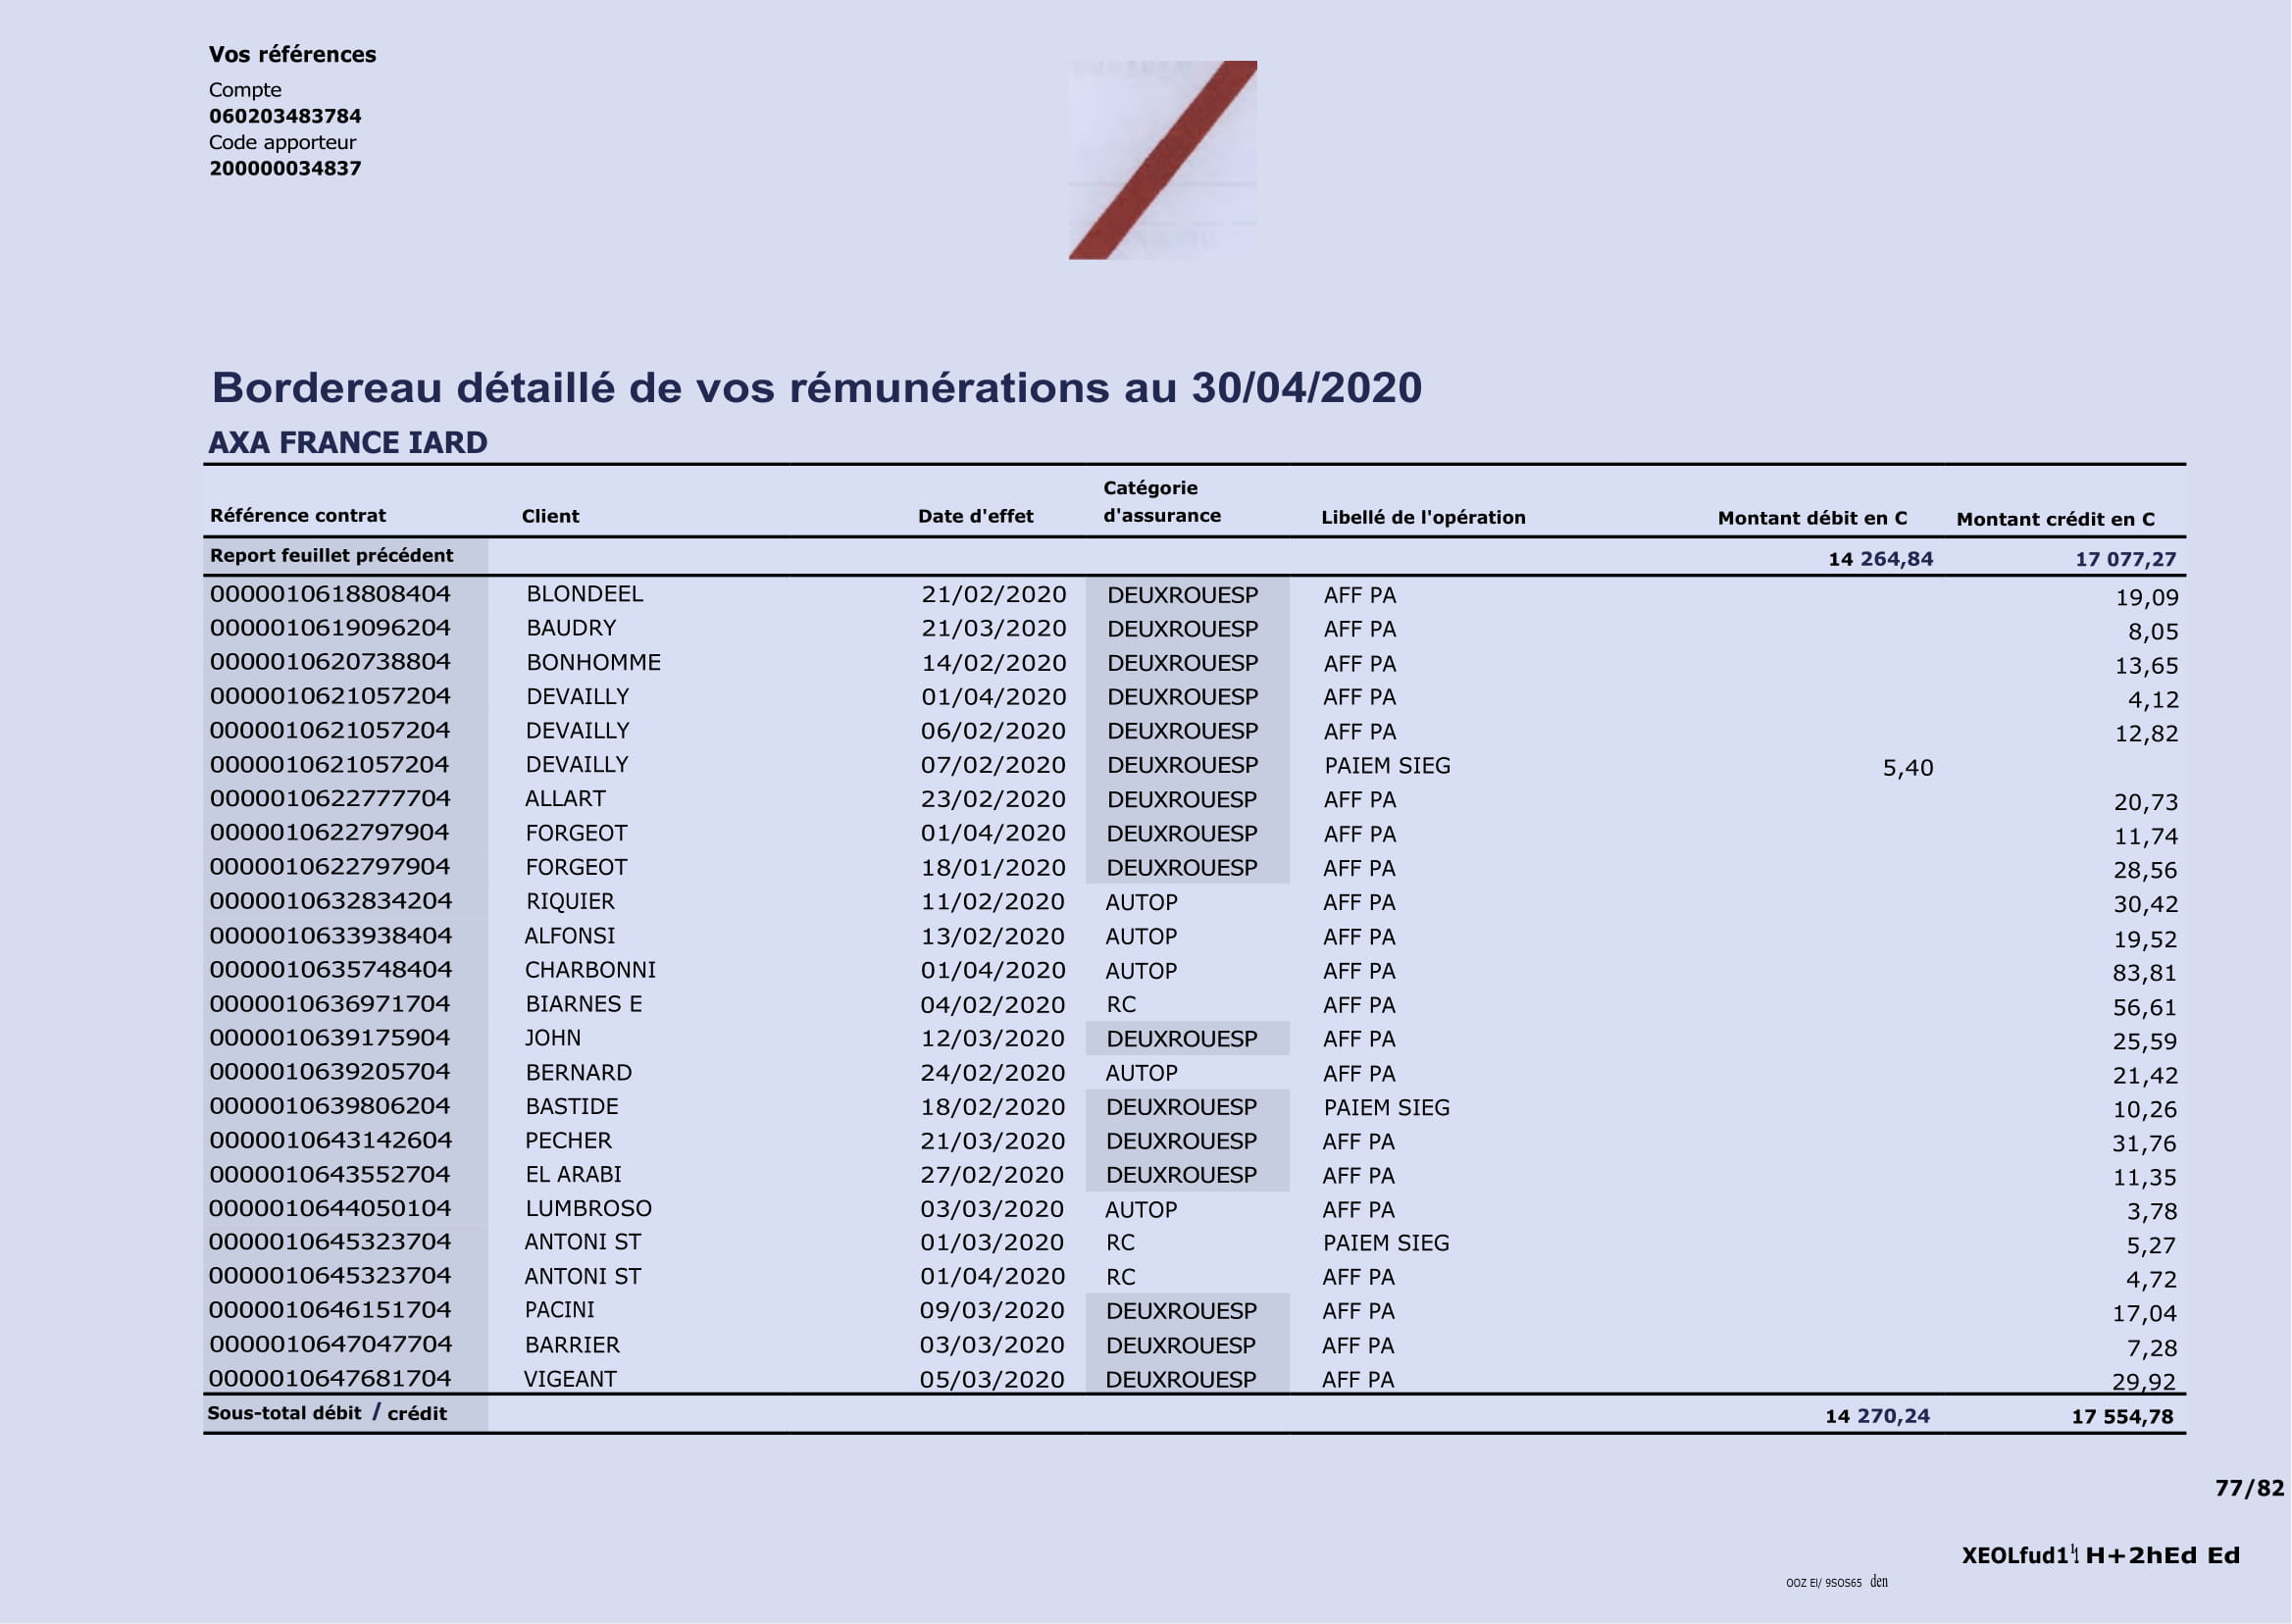 Vos références
Compte
060203483784
Code apporteur
200000034837
Bordereau détaillé de vos rémunérations au 30/04/2020
AXA FRANCE IARD
Référence contrat Client Date d'effet Catégorie d'assurance Libellé de l'opération Montant débit en C Montant crédit en C
Report feuillet précédent 14 264,84 17 077,27
0000010618808404 BLONDEEL 21/02/2020 DEUXROUESP AFF PA 19,09
0000010619096204 BAUDRY 21/03/2020 DEUXROUESP AFF PA 8,05
0000010620738804 BONHOMME 14/02/2020 DEUXROUESP AFF PA 13,65
0000010621057204 DEVAILLY 01/04/2020 DEUXROUESP AFF PA 4,12
0000010621057204 DEVAILLY 06/02/2020 DEUXROUESP AFF PA 12,82
0000010621057204 DEVAILLY 07/02/2020 DEUXROUESP PAIEM SIEG 5,40
0000010622777704 ALLART 23/02/2020 DEUXROUESP AFF PA 20,73
0000010622797904 FORGEOT 01/04/2020 DEUXROUESP AFF PA 11,74
0000010622797904 FORGEOT 18/01/2020 DEUXROUESP AFF PA 28,56
0000010632834204 RIQUIER 11/02/2020 AUTOP AFF PA 30,42
0000010633938404 ALFONSI 13/02/2020 AUTOP AFF PA 19,52
0000010635748404 CHARBONNI 01/04/2020 AUTOP AFF PA 83,81
0000010636971704 BIARNES E 04/02/2020 RC AFF PA 56,61
0000010639175904 JOHN 12/03/2020 DEUXROUESP AFF PA 25,59
0000010639205704 BERNARD 24/02/2020 AUTOP AFF PA 21,42
0000010639806204 BASTIDE 18/02/2020 DEUXROUESP PAIEM SIEG 10,26
0000010643142604 PECHER 21/03/2020 DEUXROUESP AFF PA 31,76
0000010643552704 EL ARABI 27/02/2020 DEUXROUESP AFF PA 11,35
0000010644050104 LUMBROSO 03/03/2020 AUTOP AFF PA 3,78
0000010645323704 ANTONI ST 01/03/2020 RC PAIEM SIEG 5,27
0000010645323704 ANTONI ST 01/04/2020 RC AFF PA 4,72
0000010646151704 PACINI 09/03/2020 DEUXROUESP AFF PA 17,04
0000010647047704 BARRIER 03/03/2020 DEUXROUESP AFF PA 7,28
0000010647681704 VIGEANT 05/03/2020 DEUXROUESP AFF PA 29,92
Sous-total débit / crédit 14 270,24 17 554,78
77/82
H+2hEd Ed
OOZ EI/ 9SOS65 den